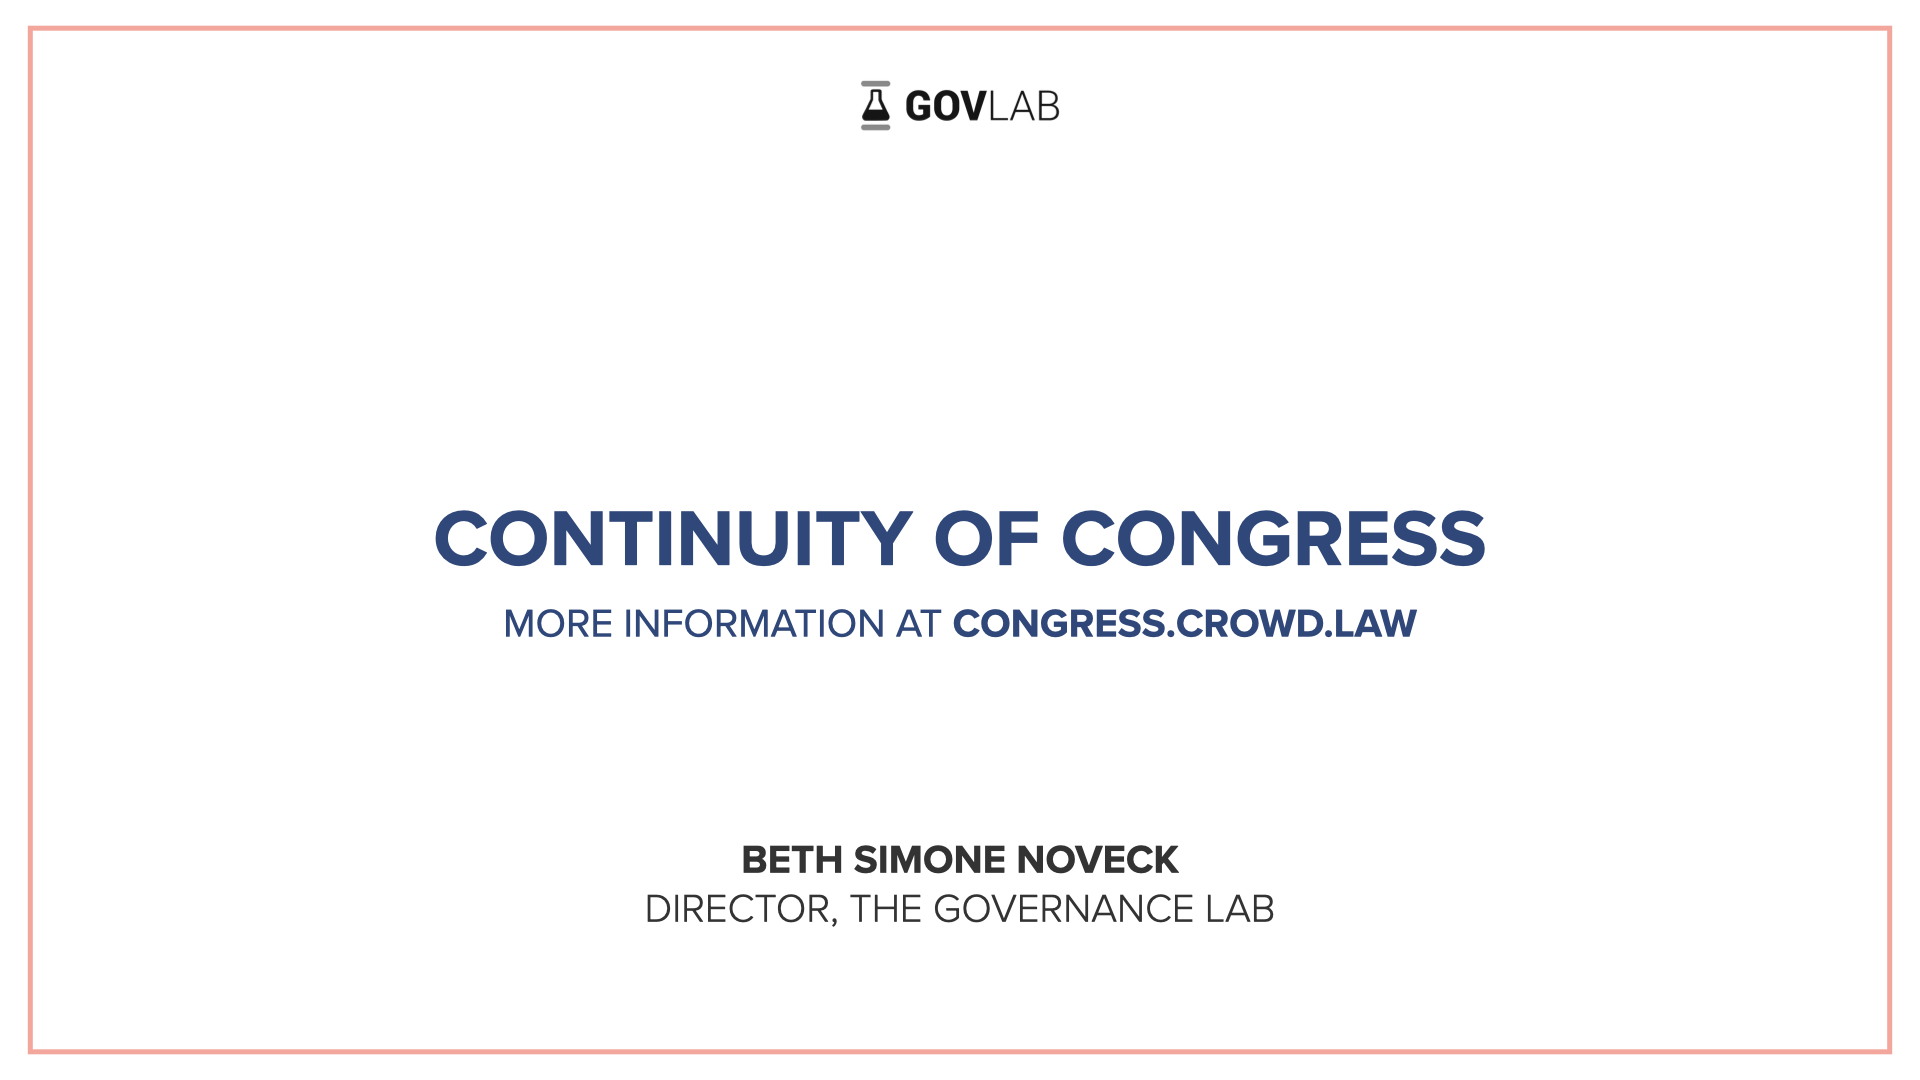 GOVLAB
CONTINUITY OF CONGRESS
MORE INFORMATION AT CONGRESS.CROWD.LAW
BETH SIMONE NOVECK
DIRECTOR, THE GOVERNANCE LAB